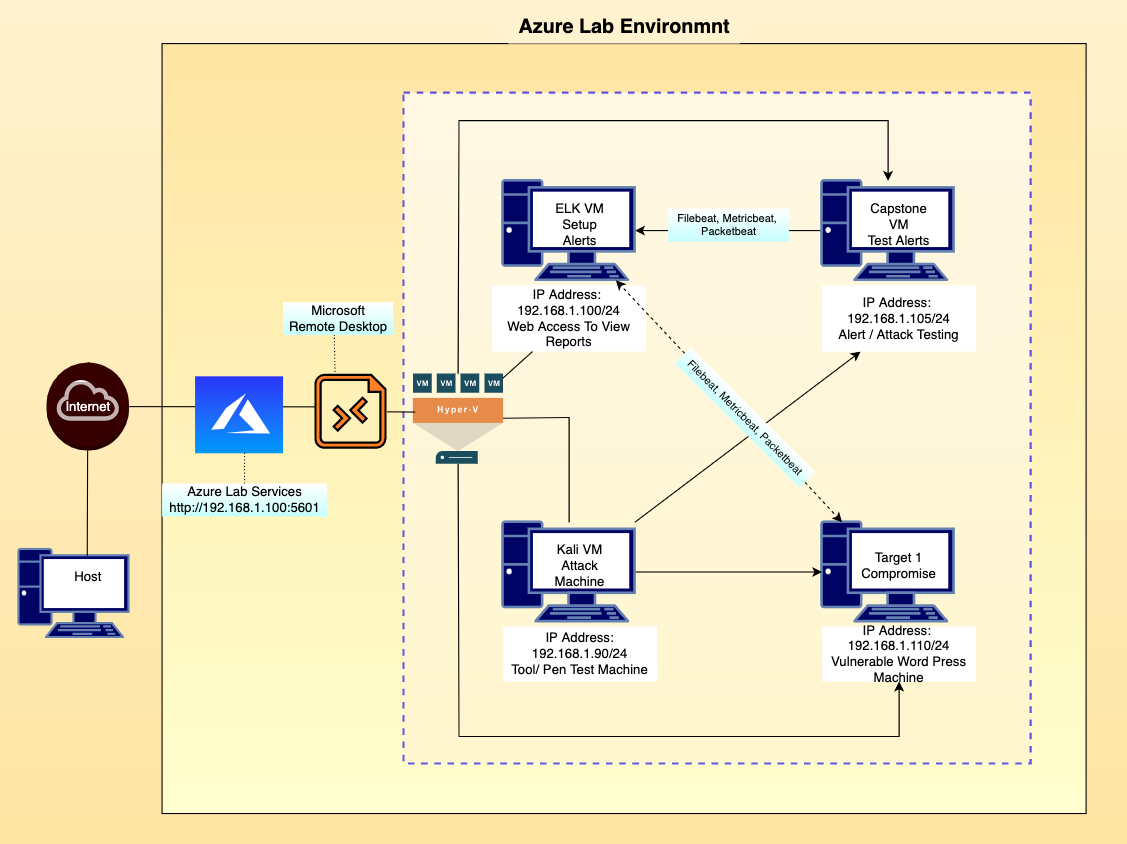 Azure Lab Environmnt
ELK VM
Setup
Alerts
Filebeat, Metricbeat,
Packetbeat
Capstone
VM
Test Alerts
IP Address:
192.168.1.100/24
Web Access To View
Reports
IP Address:
192.168.1.105/24
Alert / Attack Testing
Microsoft
Remote Desktop
Internet
VM
VM
VM
VM
Hyper-V
Filebeat, Metricbeat, Packetbeat
Azure Lab Services
http://192.168.1.100:5601
Host
Kali VM
Attack
Machine
Target 1
Compromise
IP Address:
192.168.1.90/24
Tool/ Pen Test Machine
IP Address:
192.168.1.110/24
Vulnerable Word Press
Machine